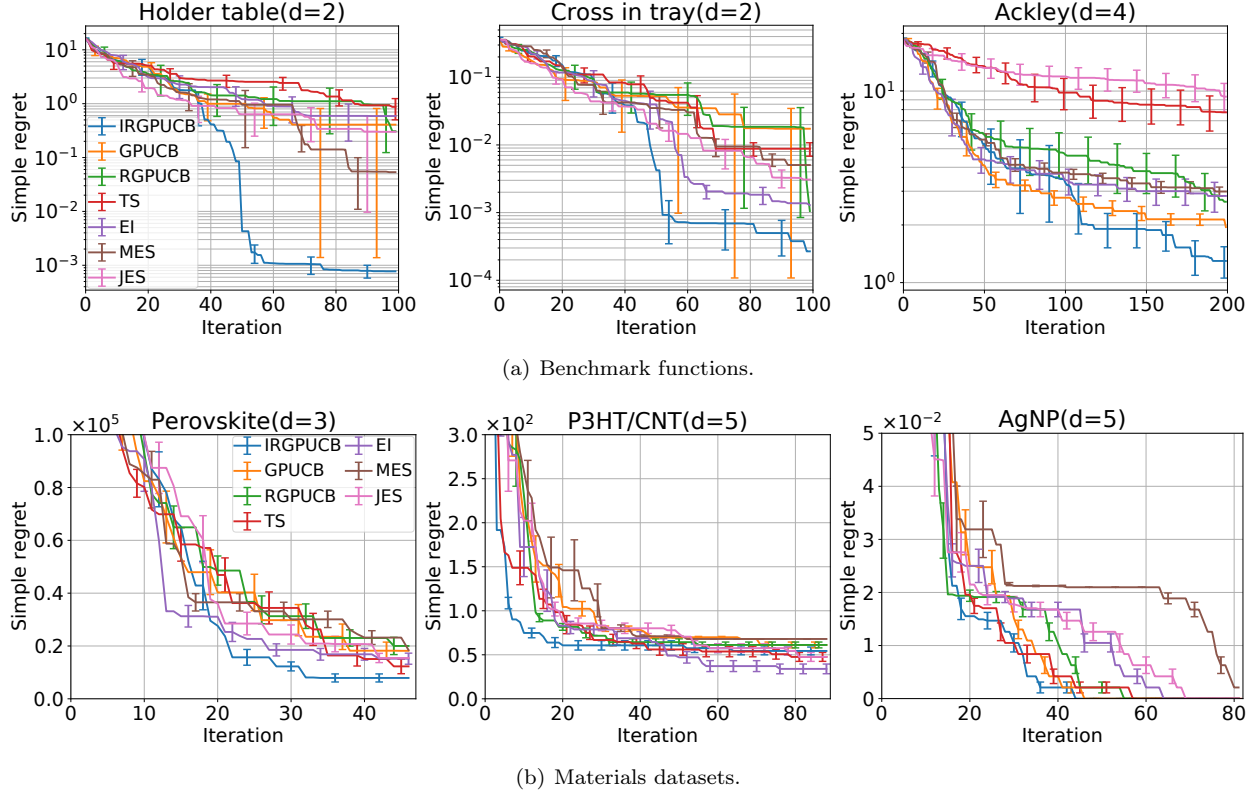 Holder table(d=2)
Simple regret
10^1
10^0
10^{-1}
10^{-2}
10^{-3}
IRGPUCB
GPUCB
RGPUCB
TS
EI
MES
JES
0 20 40 60 80 100
Iteration
Cross in tray(d=2)
Simple regret
10^{-1}
10^{-2}
10^{-3}
10^{-4}
0 20 40 60 80 100
Iteration
Ackley(d=4)
Simple regret
10^1
10^0
0 50 100 150 200
Iteration
(a) Benchmark functions.
×10^5
Perovskite(d=3)
Simple regret
1.0
0.8
0.6
0.4
0.2
0.0
IRGPUCB EI
GPUCB MES
RGPUCB JES
TS
0 10 20 30 40
Iteration
×10^2
P3HT/CNT(d=5)
Simple regret
3.0
2.5
2.0
1.5
1.0
0.5
0.0
0 20 40 60 80
Iteration
×10^{-2}
AgNP(d=5)
Simple regret
5
4
3
2
1
0
0 20 40 60 80
Iteration
(b) Materials datasets.